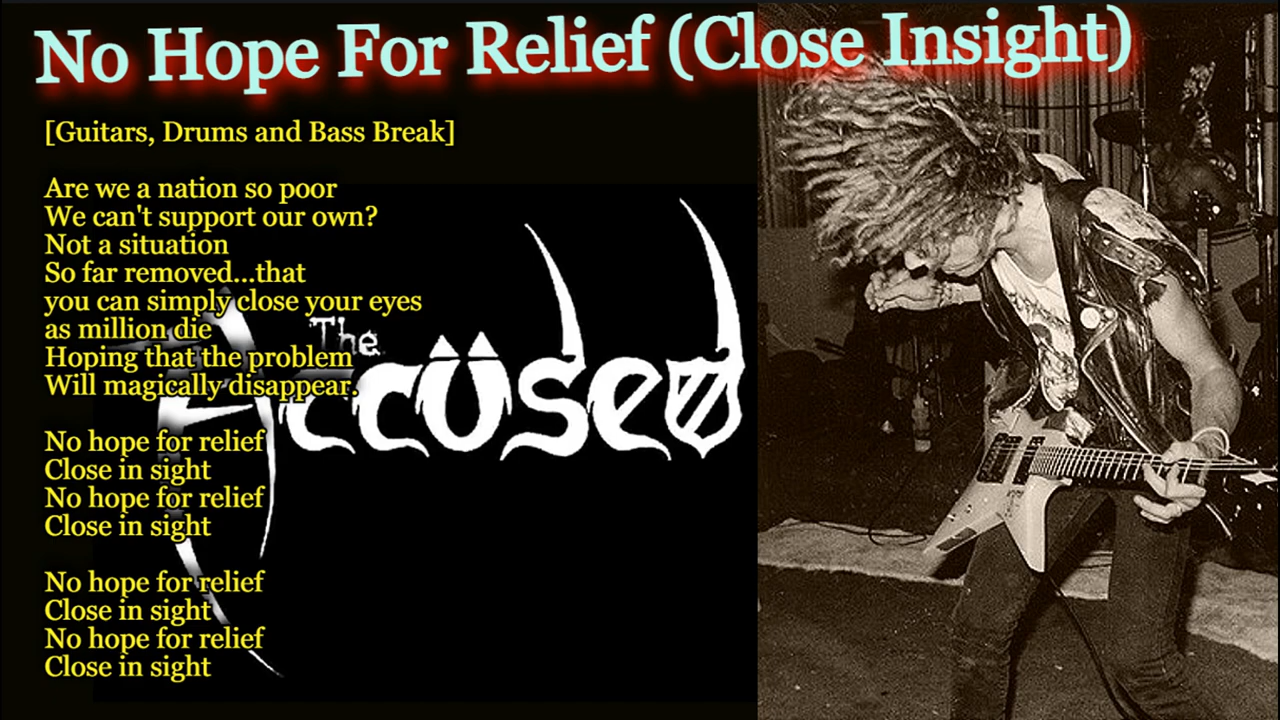 No Hope For Relief (Close Insight)
[Guitars, Drums and Bass Break]
Are we a nation so poor
We can't support our own?
Not a situation
So far removed...that
you can simply close your eyes
as million die
Hoping that the problem
Will magically disappear.
No hope for relief
Close in sight
No hope for relief
Close in sight
No hope for relief
Close in sight
No hope for relief
Close in sight
The
Accüsed